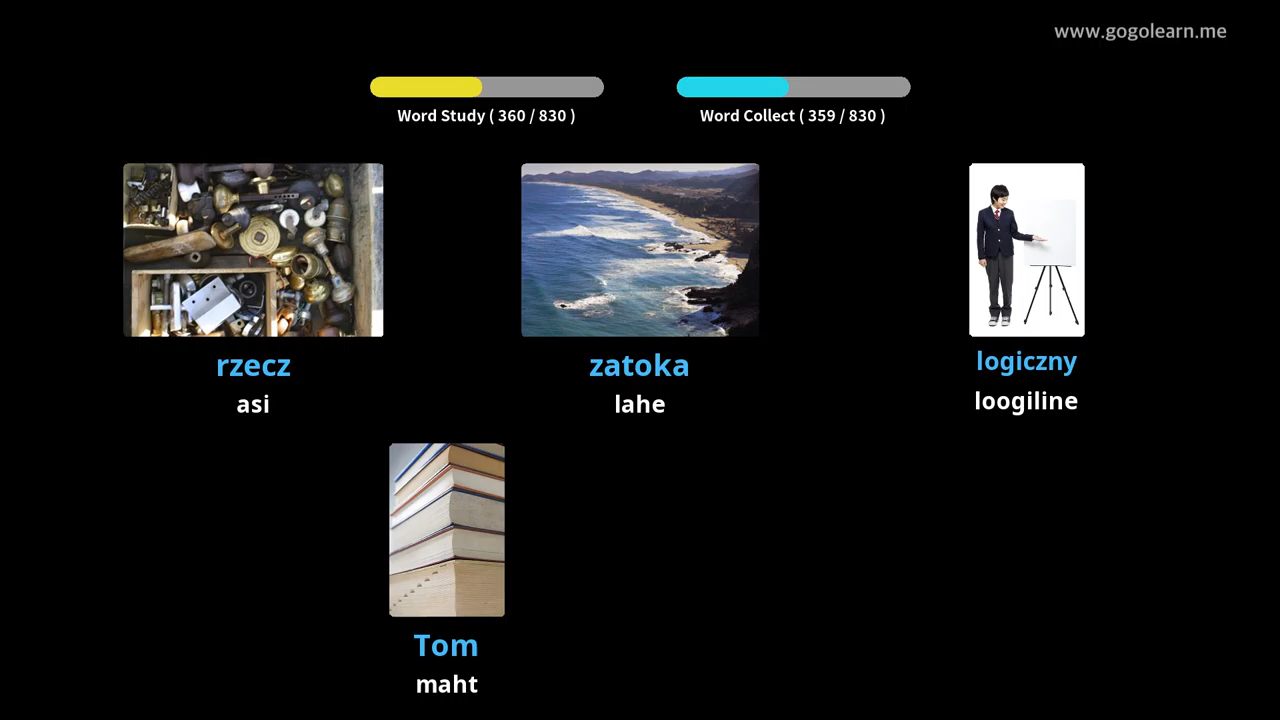 www.gogolearn.me
Word Study ( 360 / 830 )
Word Collect ( 359 / 830 )
rzecz
asi
zatoka
lahe
logiczny
loogiline
Tom
maht